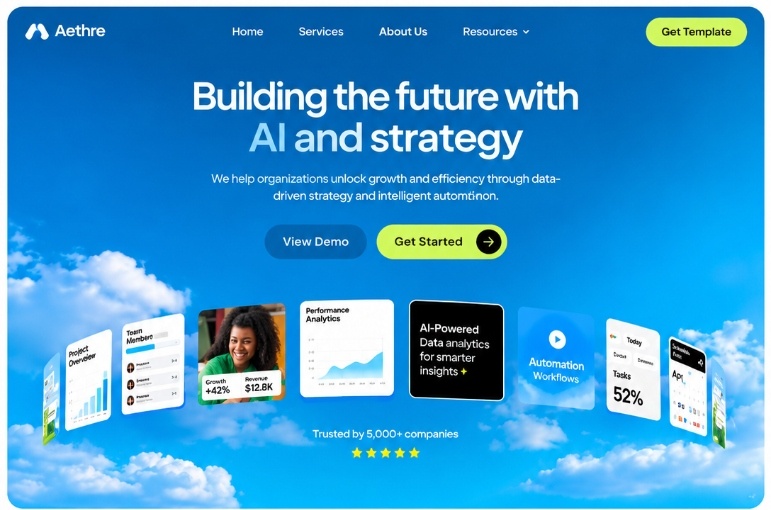 Aethre
Home
Services
About Us
Resources
Get Template
Building the future with
AI and strategy
We help organizations unlock growth and efficiency through data-
driven strategy and intelligent automtinon.
View Demo
Get Started
Project
Overview
Team
Members
Growth
+42%
Revenue
$12.8K
Performance
Analytics
AI-Powered
Data analytics
for smarter
insights +
Automation
Workflows
Today
Tasks
52%
Apr
Trusted by 5,000+ companies